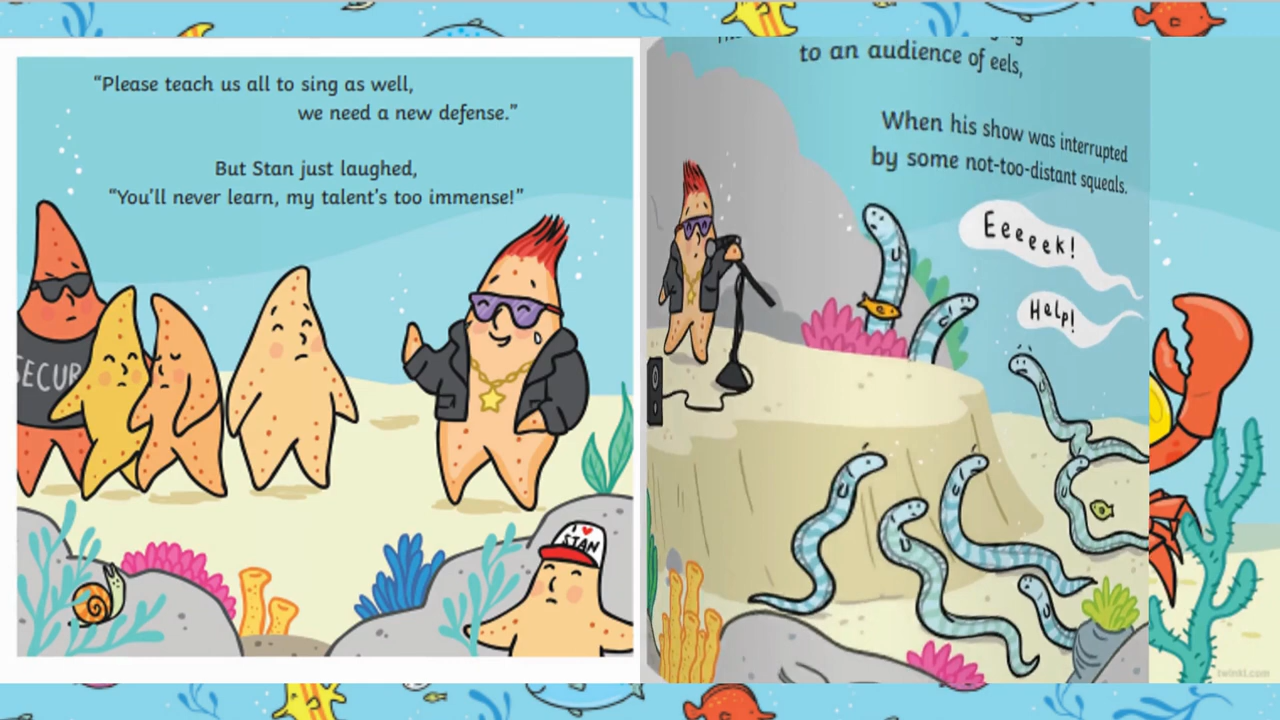 “Please teach us all to sing as well,
we need a new defense.”
But Stan just laughed,
“You’ll never learn, my talent’s too immense!”
SECUR
I ♥
STAN
to an audience of eels,
When his show was interrupted
by some not-too-distant squeals.
Eeeeek!
Help!
twinkl.com